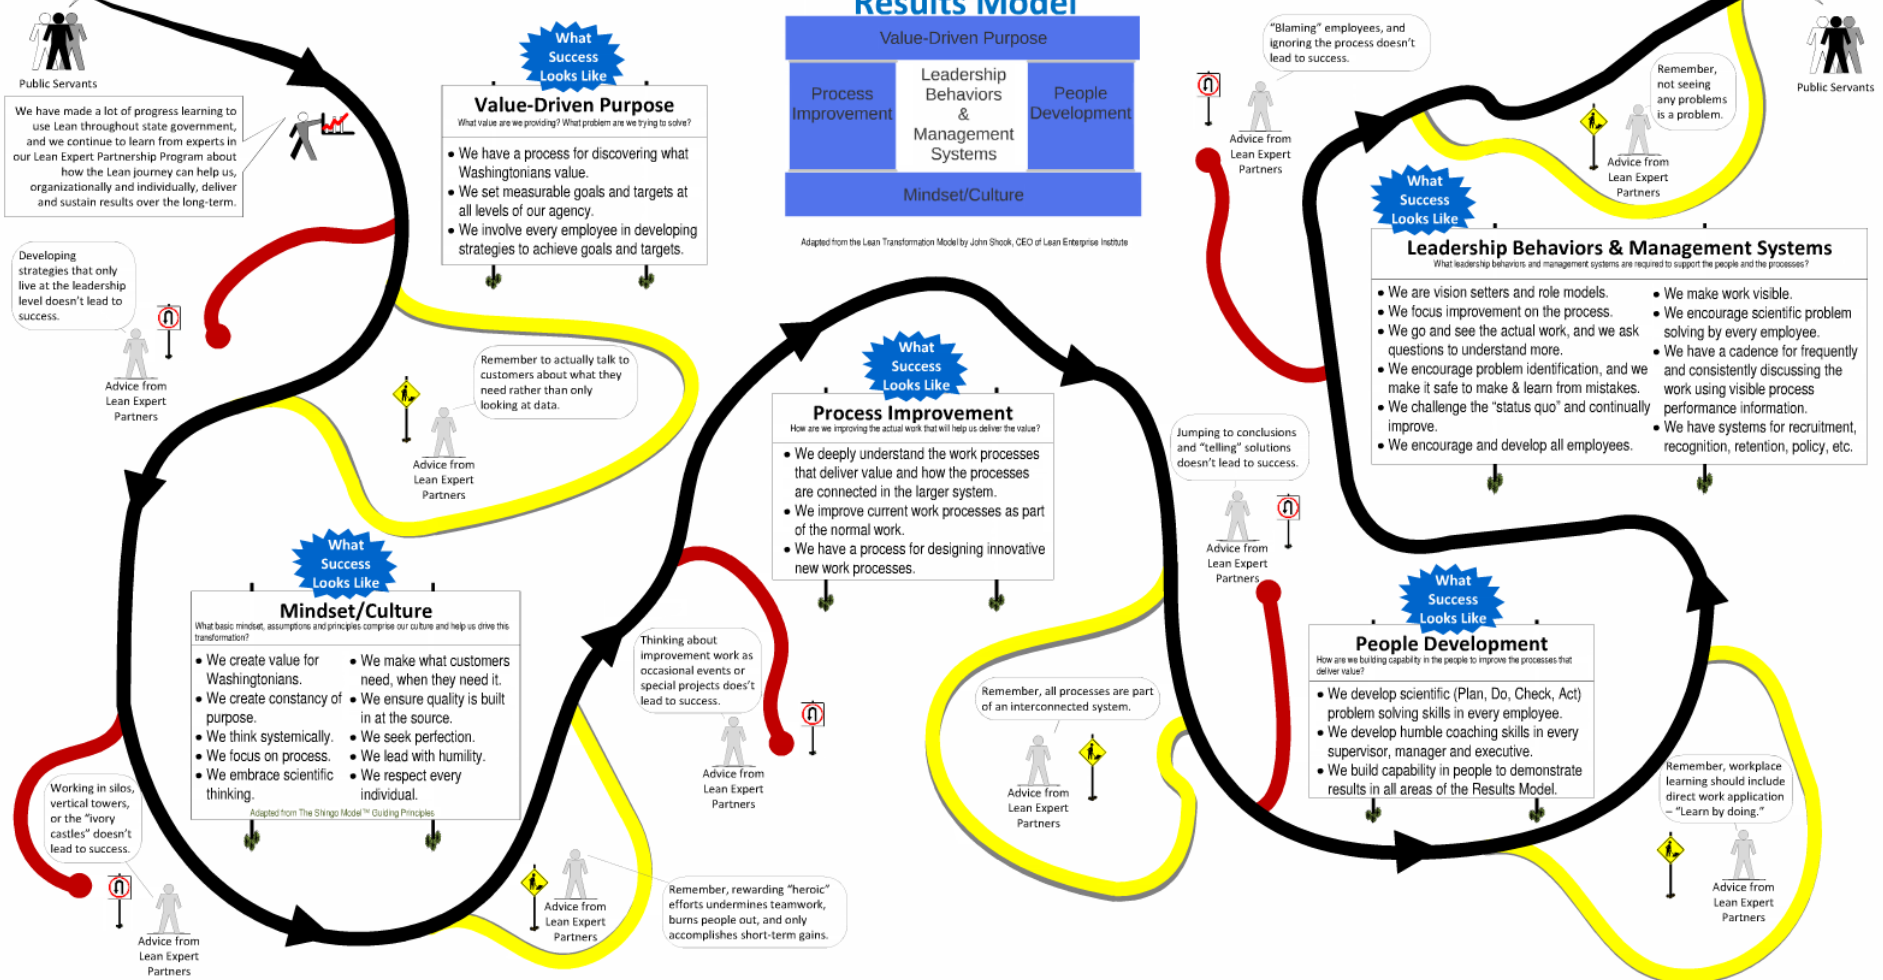 Results Model
Value-Driven Purpose
Process
Improvement
Leadership
Behaviors
&
Management
Systems
People
Development
Mindset/Culture
Adapted from the Lean Transformation Model by John Shook, CEO of Lean Enterprise Institute
Public Servants
We have made a lot of progress learning to
use Lean throughout state government,
and we continue to learn from experts in
our Lean Expert Partnership Program about
how the Lean journey can help us,
organizationally and individually, deliver
and sustain results over the long-term.
What
Success
Looks Like
Value-Driven Purpose
What value are we providing? What problem are we trying to solve?
• We have a process for discovering what
Washingtonians value.
• We set measurable goals and targets at
all levels of our agency.
• We involve every employee in developing
strategies to achieve goals and targets.
Developing
strategies that only
live at the leadership
level doesn't lead to
success.
Advice from
Lean Expert
Partners
Remember to actually talk to
customers about what they
need rather than only
looking at data.
Advice from
Lean Expert
Partners
What
Success
Looks Like
Mindset/Culture
What basic mindset, assumptions and principles comprise our culture and help us drive this
transformation?
• We create value for
Washingtonians.
• We create constancy of
purpose.
• We think systemically.
• We focus on process.
• We embrace scientific
thinking.
• We make what customers
need, when they need it.
• We ensure quality is built
in at the source.
• We seek perfection.
• We lead with humility.
• We respect every
individual.
Adapted from The Shingo Model™ Guiding Principles
Working in silos,
vertical towers,
or the "ivory
castles" doesn't
lead to success.
Advice from
Lean Expert
Partners
Remember, rewarding "heroic"
efforts undermines teamwork,
burns people out, and only
accomplishes short-term gains.
Advice from
Lean Expert
Partners
Thinking about
improvement work as
occasional events or
special projects does't
lead to success.
Advice from
Lean Expert
Partners
What
Success
Looks Like
Process Improvement
How are we improving the actual work that will help us deliver the value?
• We deeply understand the work processes
that deliver value and how the processes
are connected in the larger system.
• We improve current work processes as part
of the normal work.
• We have a process for designing innovative
new work processes.
Remember, all processes are part
of an interconnected system.
Advice from
Lean Expert
Partners
Jumping to conclusions
and "telling" solutions
doesn't lead to success.
Advice from
Lean Expert
Partners
What
Success
Looks Like
People Development
How are we building capability in the people to improve the processes that
deliver value?
• We develop scientific (Plan, Do, Check, Act)
problem solving skills in every employee.
• We develop humble coaching skills in every
supervisor, manager and executive.
• We build capability in people to demonstrate
results in all areas of the Results Model.
Remember, workplace
learning should include
direct work application
– "Learn by doing."
Advice from
Lean Expert
Partners
"Blaming" employees, and
ignoring the process doesn't
lead to success.
Advice from
Lean Expert
Partners
What
Success
Looks Like
Leadership Behaviors & Management Systems
What leadership behaviors and management systems are required to support the people and the processes?
• We are vision setters and role models.
• We focus improvement on the process.
• We go and see the actual work, and we ask
questions to understand more.
• We encourage problem identification, and we
make it safe to make & learn from mistakes.
• We challenge the "status quo" and continually
improve.
• We encourage and develop all employees.
• We make work visible.
• We encourage scientific problem
solving by every employee.
• We have a cadence for frequently
and consistently discussing the
work using visible process
performance information.
• We have systems for recruitment,
recognition, retention, policy, etc.
Remember,
not seeing
any problems
is a problem.
Advice from
Lean Expert
Partners
Public Servants